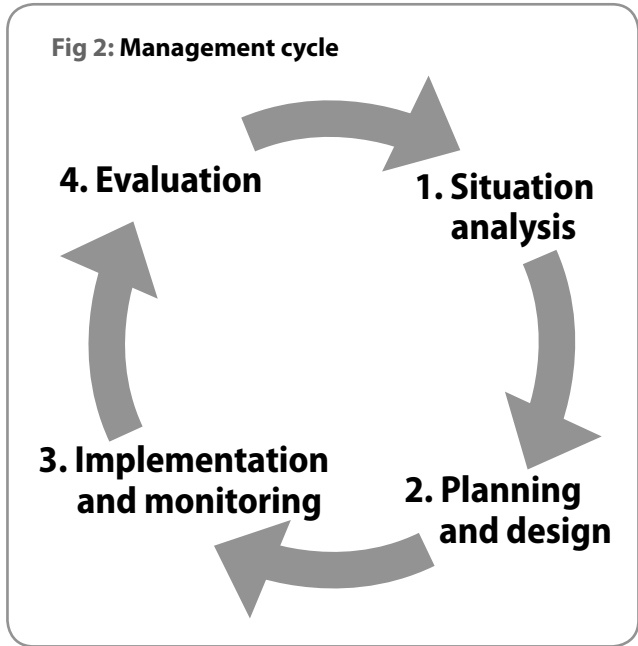 Fig 2: Management cycle
1. Situation
analysis
2. Planning
and design
3. Implementation
and monitoring
4. Evaluation